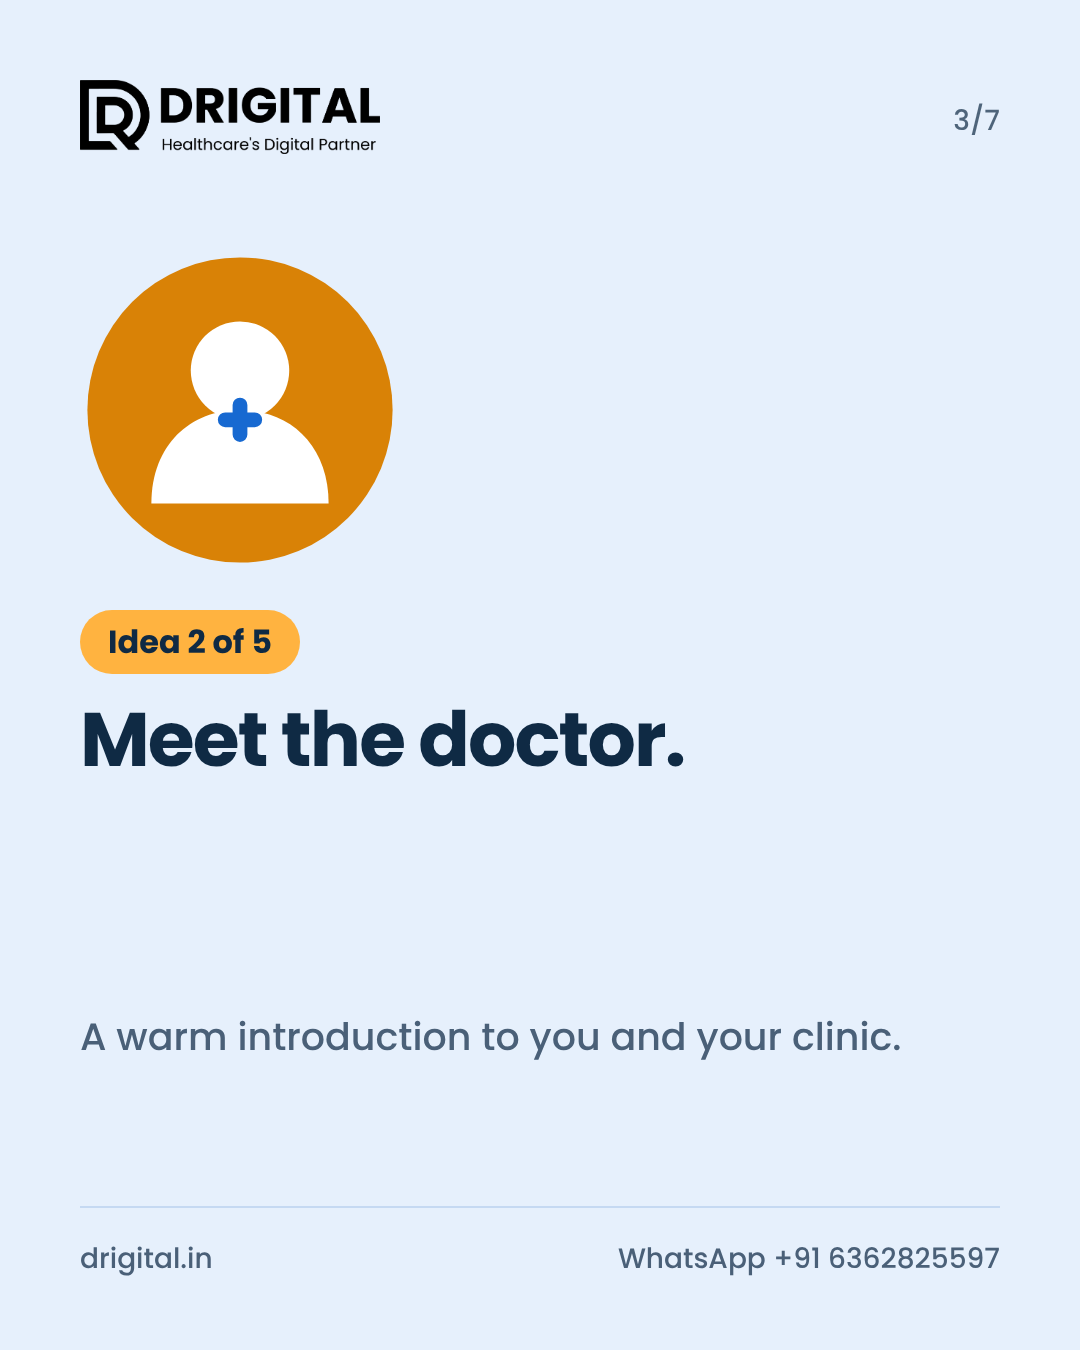 DRIGITAL
Healthcare's Digital Partner
3/7
Idea 2 of 5
Meet the doctor.
A warm introduction to you and your clinic.
drigital.in
WhatsApp +91 6362825597